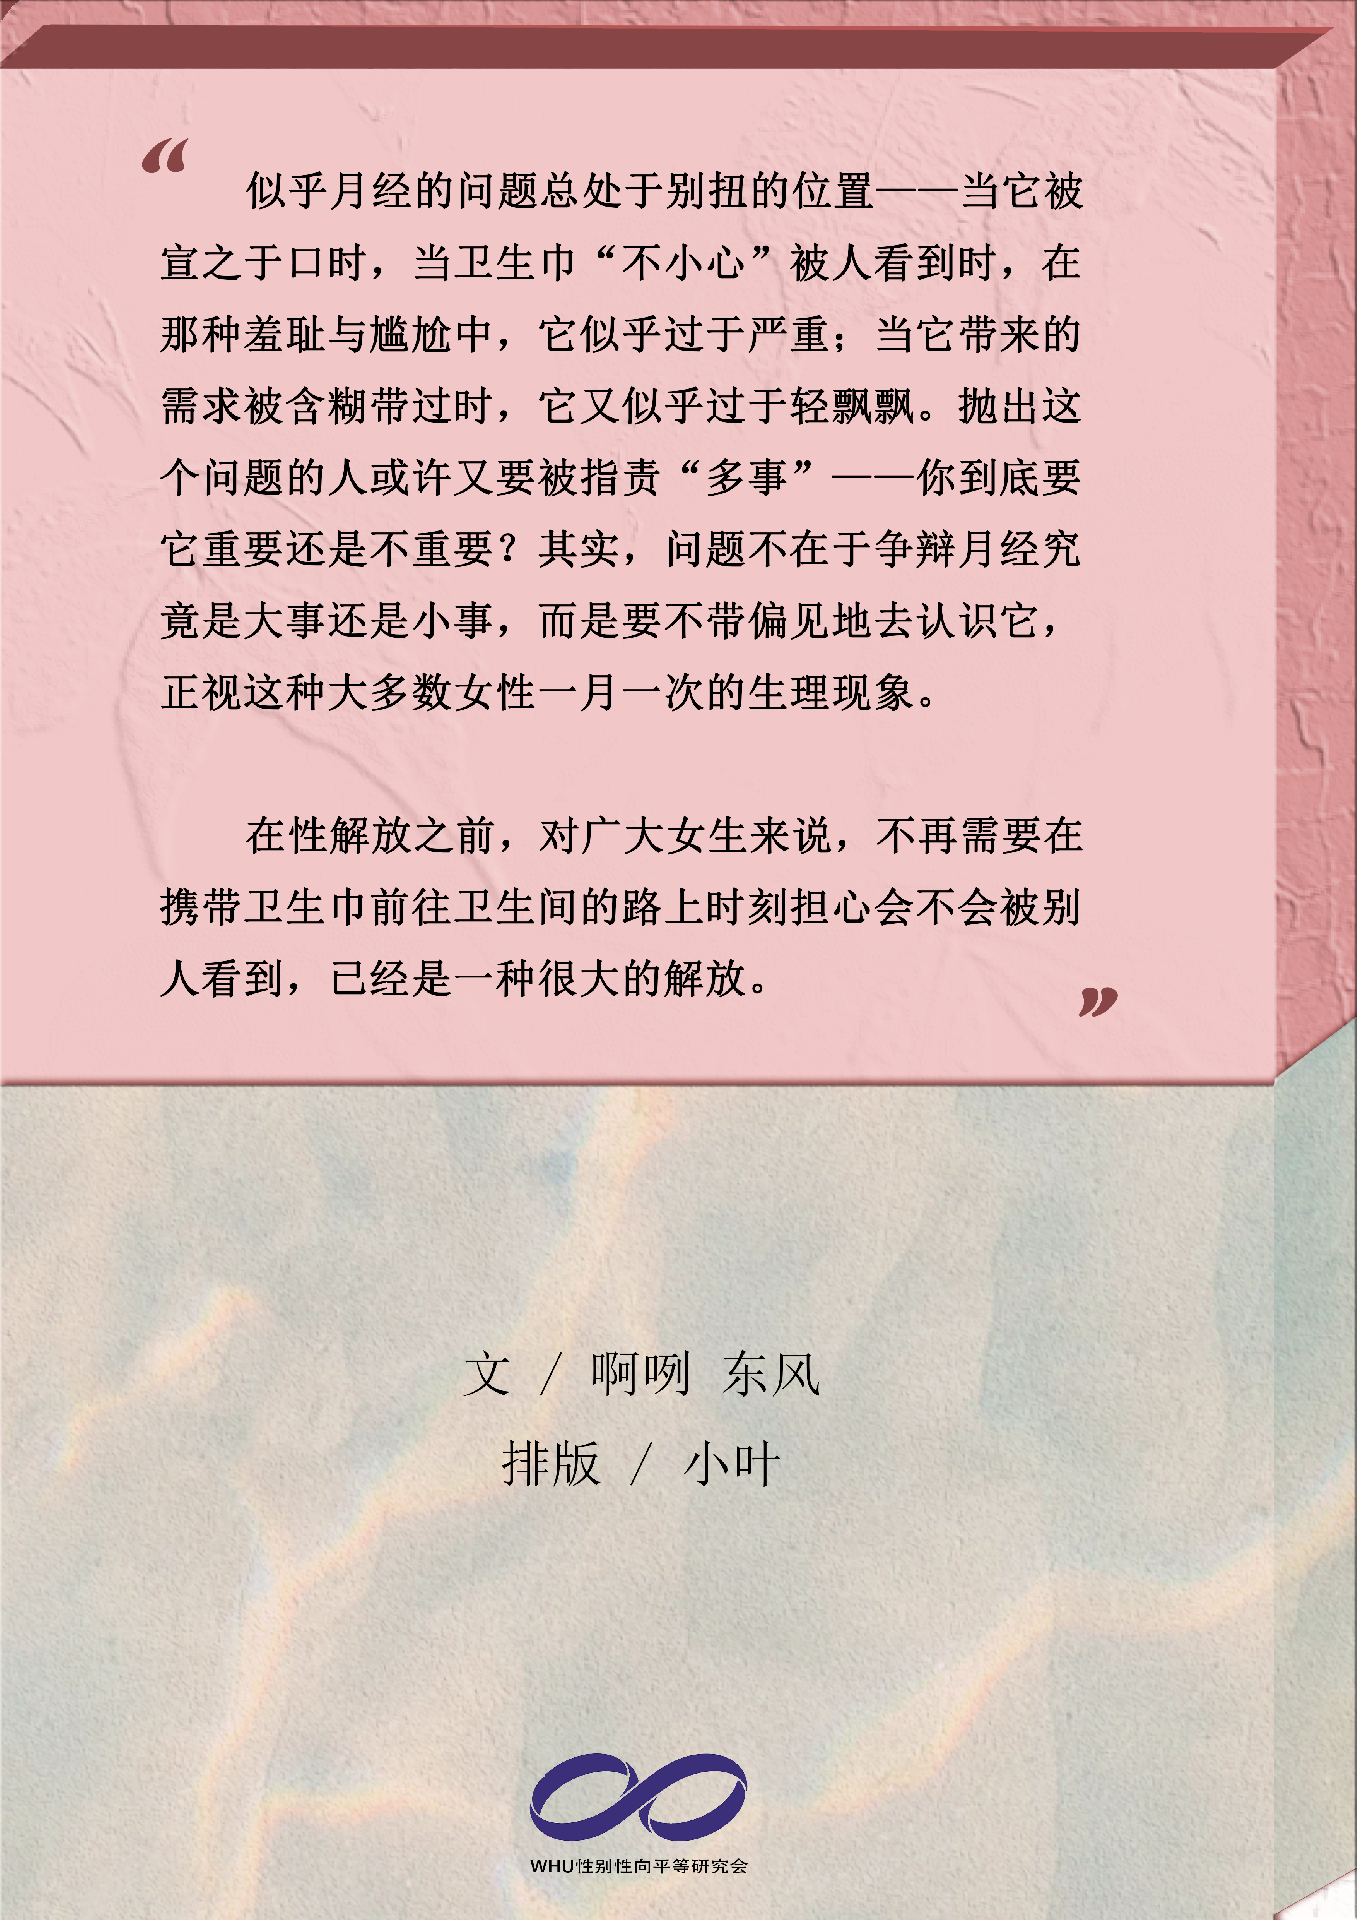 “
似乎月经的问题总处于别扭的位置——当它被
宣之于口时，当卫生巾“不小心”被人看到时，在
那种羞耻与尴尬中，它似乎过于严重；当它带来的
需求被含糊带过时，它又似乎过于轻飘飘。抛出这
个问题的人或许又要被指责“多事”——你到底要
它重要还是不重要？其实，问题不在于争辩月经究
竟是大事还是小事，而是要不带偏见地去认识它，
正视这种大多数女性一月一次的生理现象。
在性解放之前，对广大女生来说，不再需要在
携带卫生巾前往卫生间的路上时刻担心会不会被别
人看到，已经是一种很大的解放。
”
文 / 啊咧 东风
排版 / 小叶
WHU性别性向平等研究会